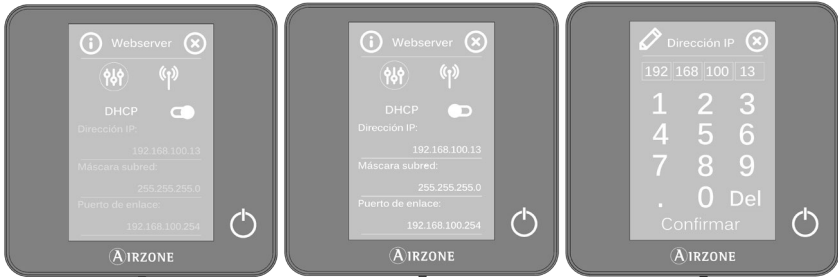 Webserver
DHCP
Dirección IP:
192.168.100.13
Máscara subred:
255.255.255.0
Puerto de enlace:
192.168.100.254
AIRZONE
Webserver
DHCP
Dirección IP:
192.168.100.13
Máscara subred:
255.255.255.0
Puerto de enlace:
192.168.100.254
AIRZONE
Dirección IP
192 168 100 13
1 2 3
4 5 6
7 8 9
. 0 Del
Confirmar
AIRZONE